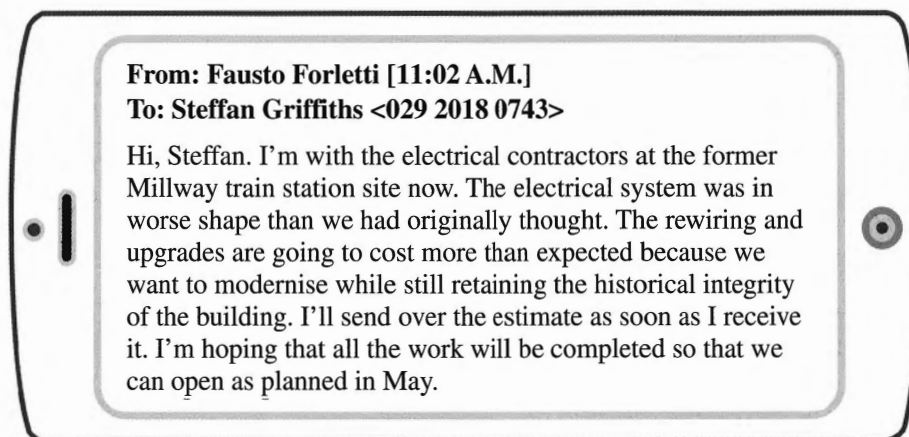 From: Fausto Forletti [11:02 A.M.]
To: Steffan Griffiths <029 2018 0743>
Hi, Steffan. I'm with the electrical contractors at the former
Millway train station site now. The electrical system was in
worse shape than we had originally thought. The rewiring and
upgrades are going to cost more than expected because we
want to modernise while still retaining the historical integrity
of the building. I'll send over the estimate as soon as I receive
it. I'm hoping that all the work will be completed so that we
can open as planned in May.